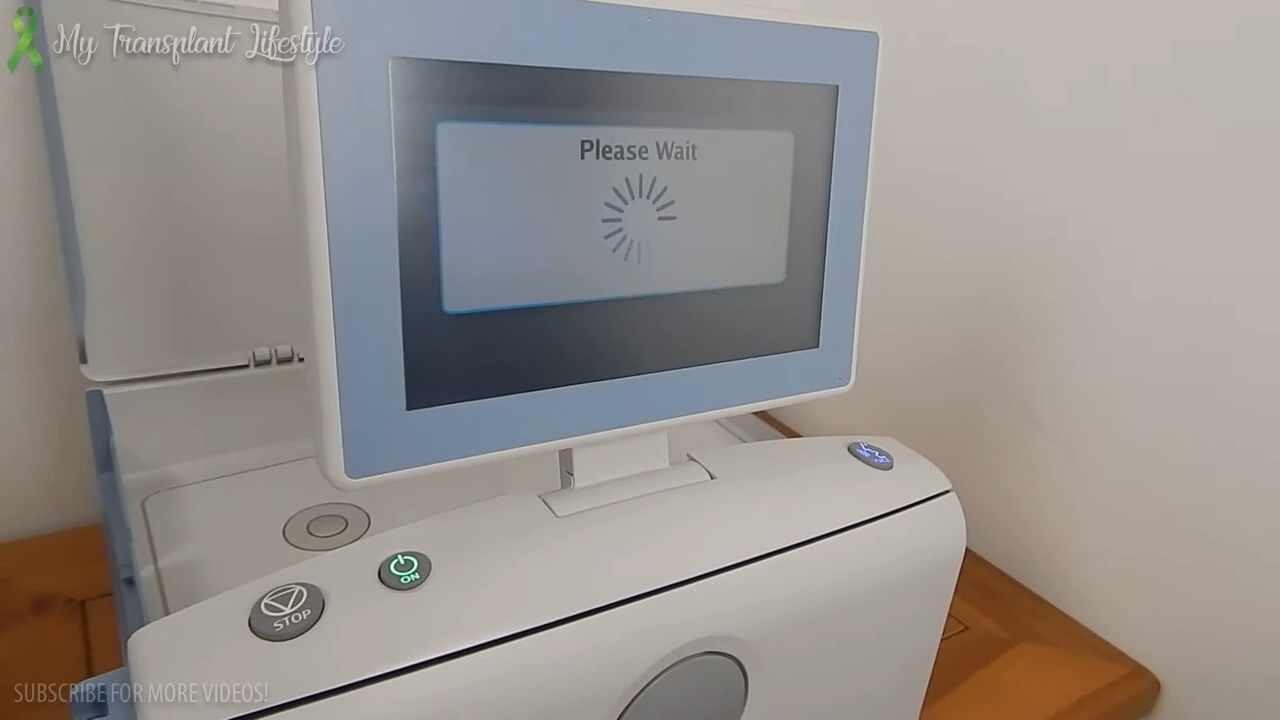 My Transplant Lifestyle
Please Wait
ON
STOP
SUBSCRIBE FOR MORE VIDEOS!